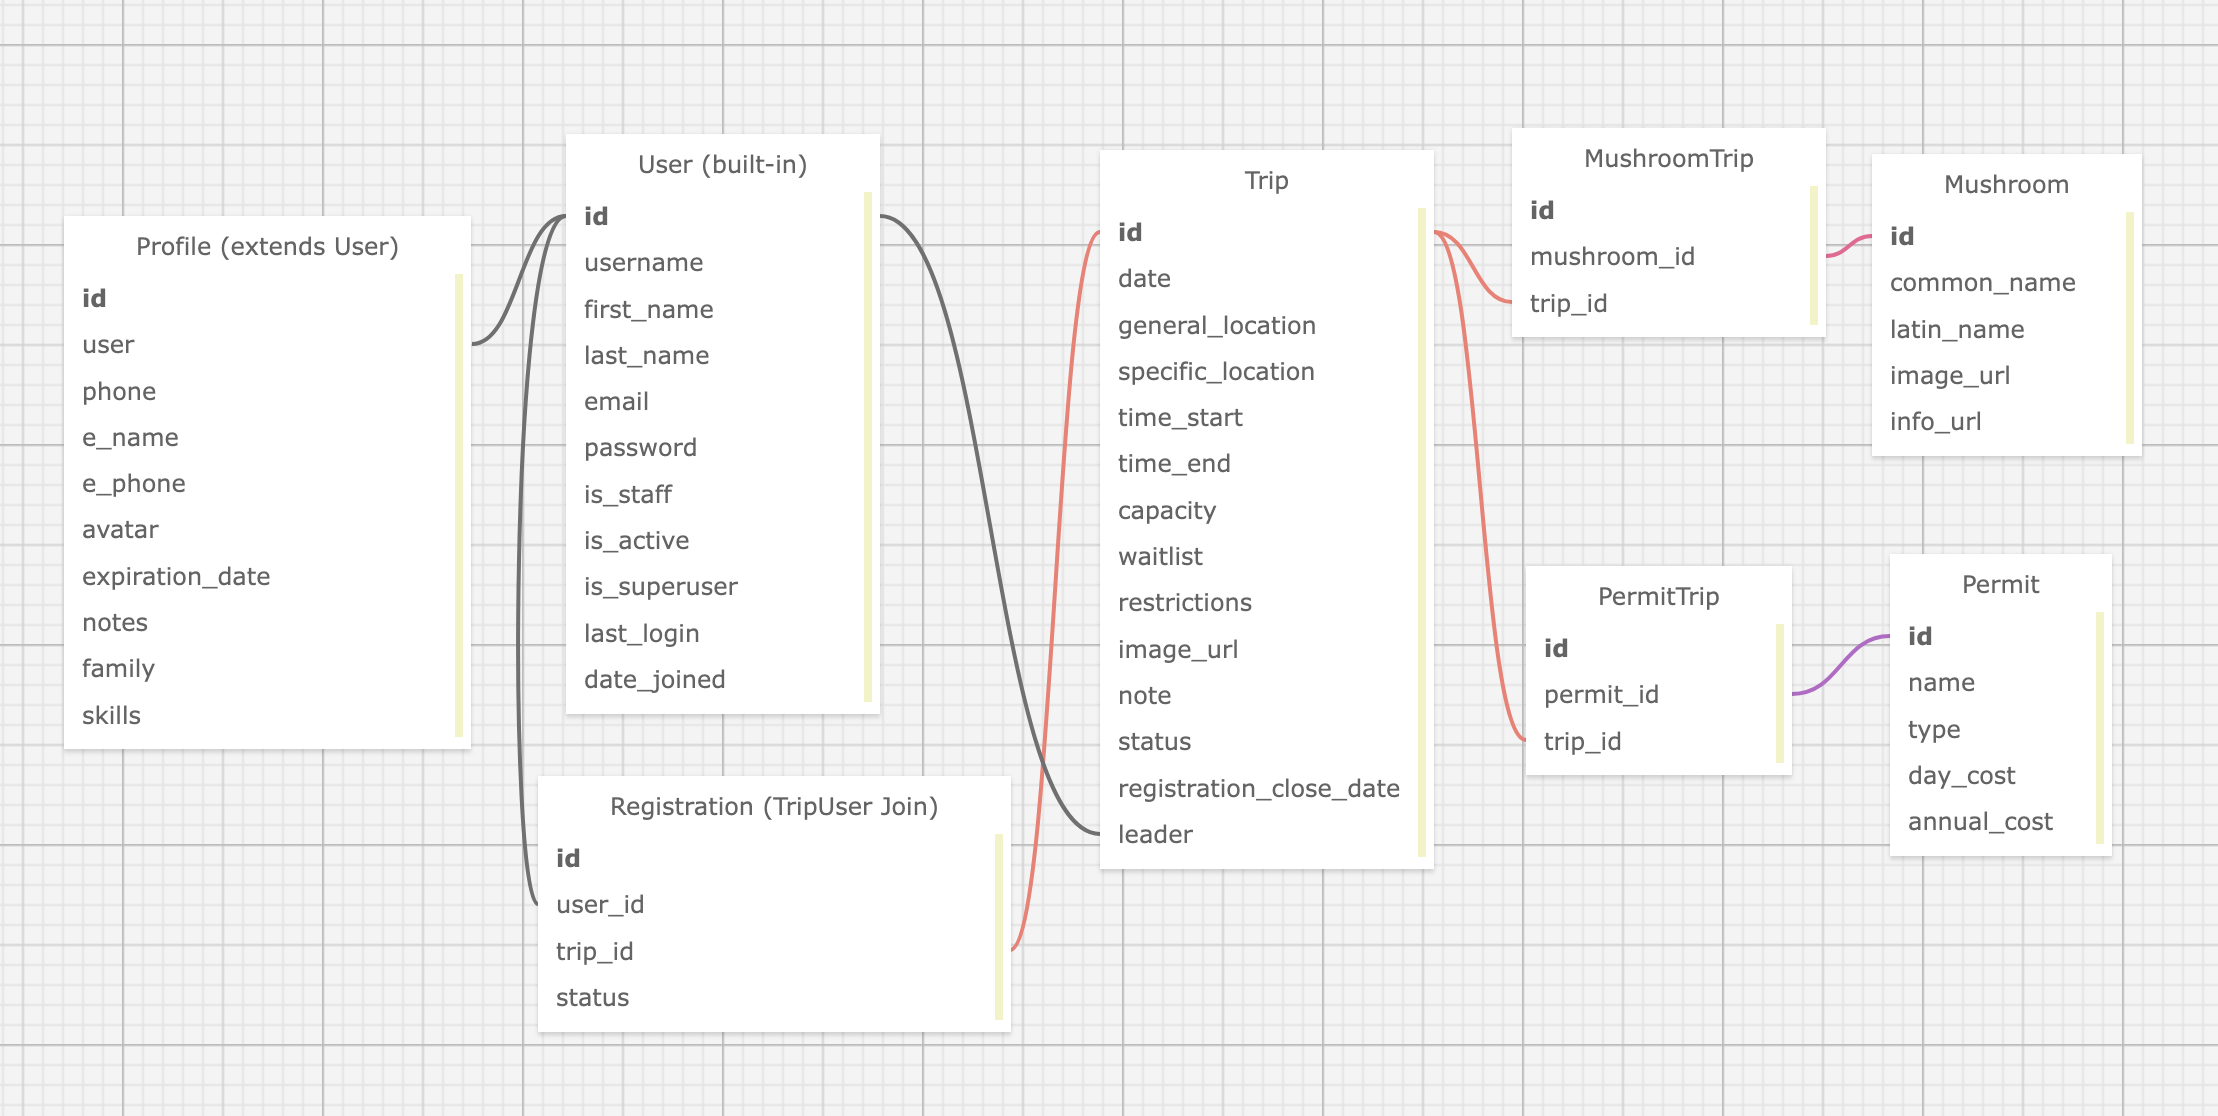 Profile (extends User)
id
user
phone
e_name
e_phone
avatar
expiration_date
notes
family
skills
User (built-in)
id
username
first_name
last_name
email
password
is_staff
is_active
is_superuser
last_login
date_joined
Registration (TripUser Join)
id
user_id
trip_id
status
Trip
id
date
general_location
specific_location
time_start
time_end
capacity
waitlist
restrictions
image_url
note
status
registration_close_date
leader
MushroomTrip
id
mushroom_id
trip_id
Mushroom
id
common_name
latin_name
image_url
info_url
PermitTrip
id
permit_id
trip_id
Permit
id
name
type
day_cost
annual_cost